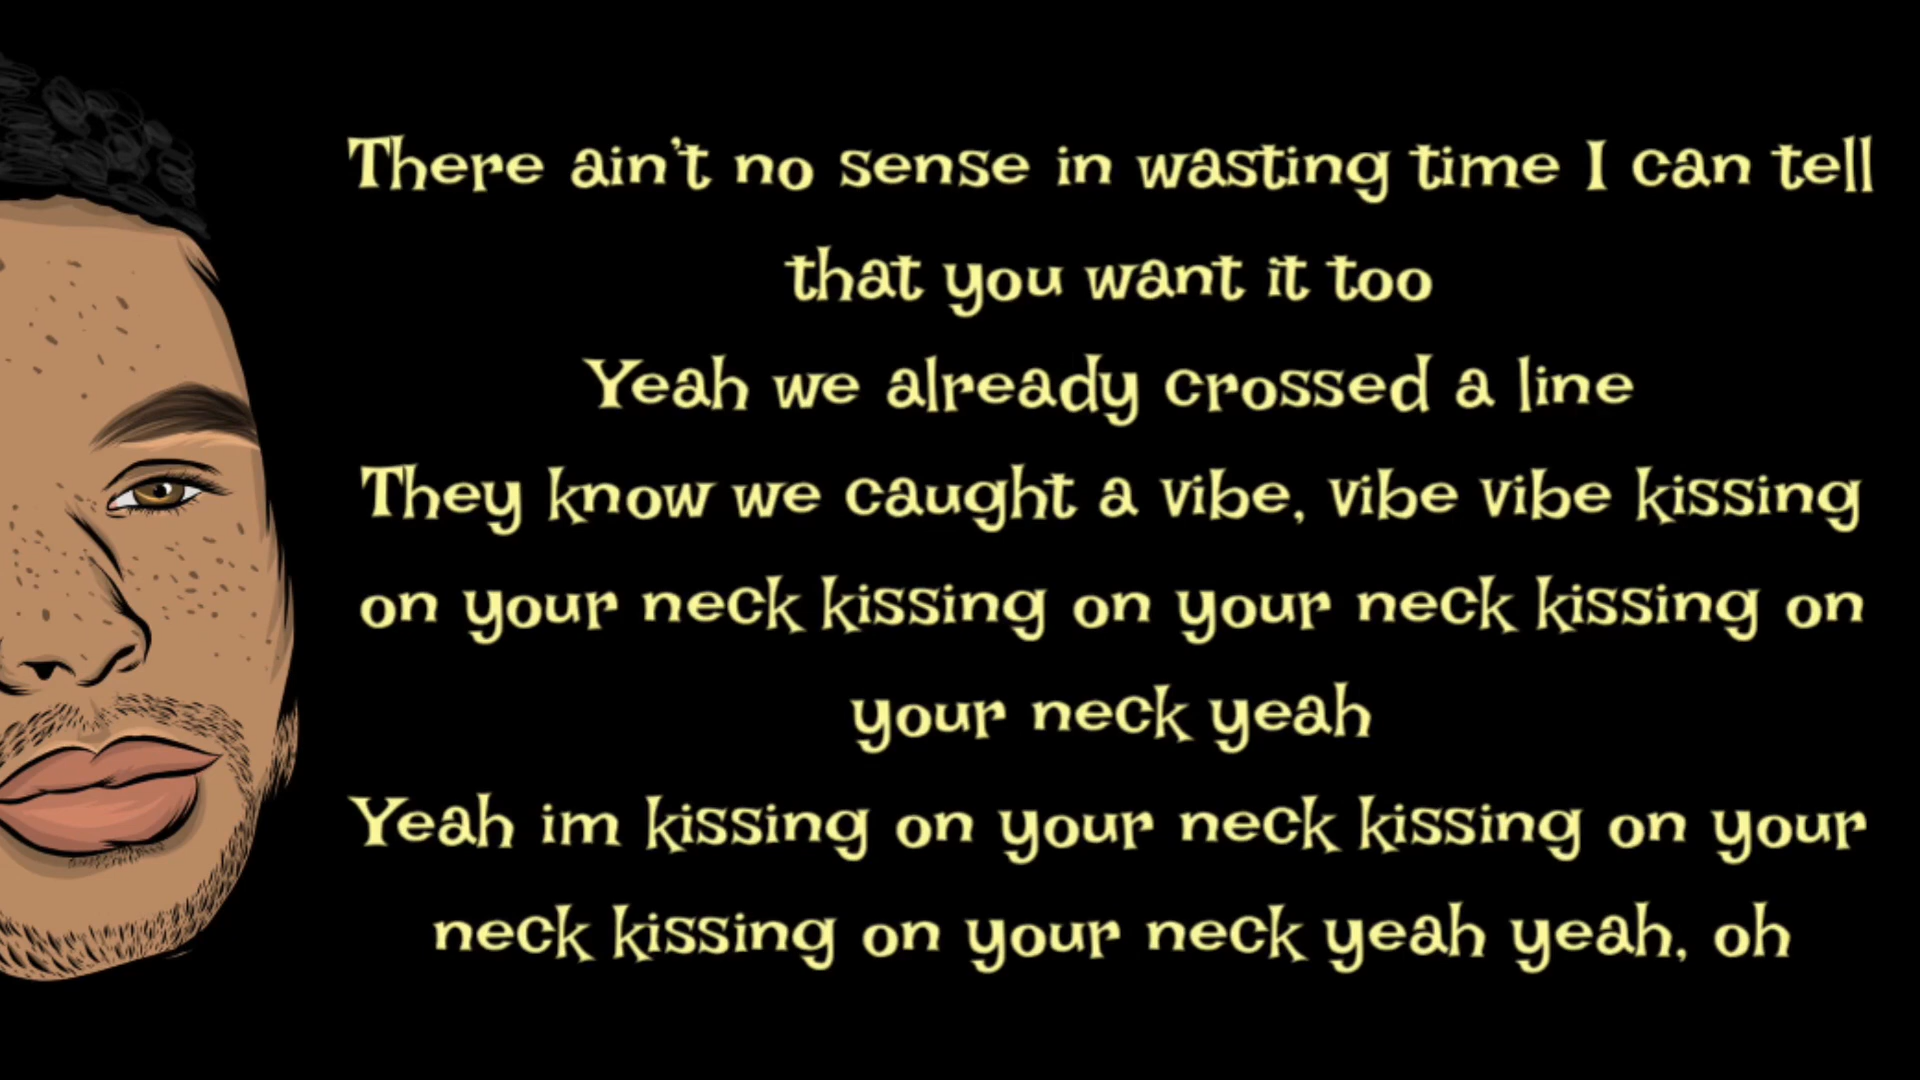 There ain't no sense in wasting time I can tell
that you want it too
Yeah we already crossed a line
They know we caught a vibe, vibe vibe kissing
on your neck kissing on your neck kissing on
your neck yeah
Yeah im kissing on your neck kissing on your
neck kissing on your neck yeah yeah, oh